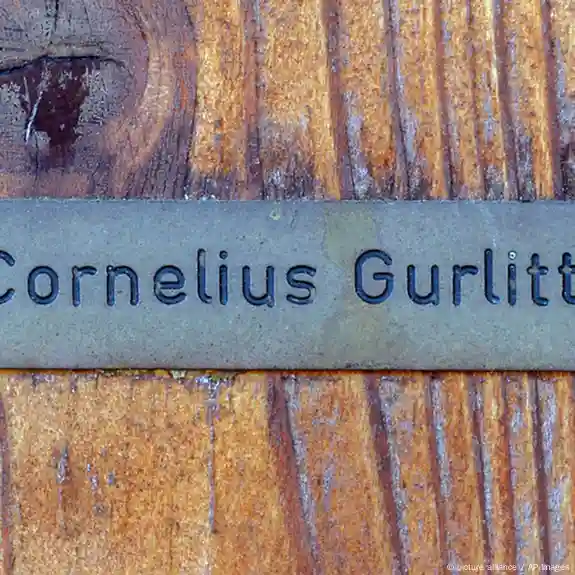 Cornelius Gurlitt
© picture alliance / AP Images